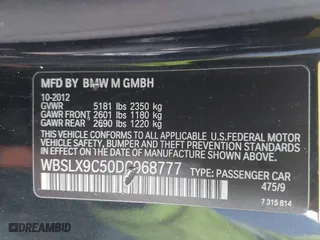 MFD BY BMW M GMBH
10-2012
GVWR 5181 lbs 2350 kg
GAWR FRONT 2601 lbs 1180 kg
GAWR REAR 2690 lbs 1220 kg
THIS VEHICLE CONFORMS TO ALL APPLICABLE U.S. FEDERAL MOTOR
VEHICLE SAFETY, BUMPER, AND THEFT PREVENTION STANDARDS IN
EFFECT ON THE DATE OF MANUFACTURE SHOWN ABOVE.
TYPE: PASSENGER CAR
475/9
7 315 814